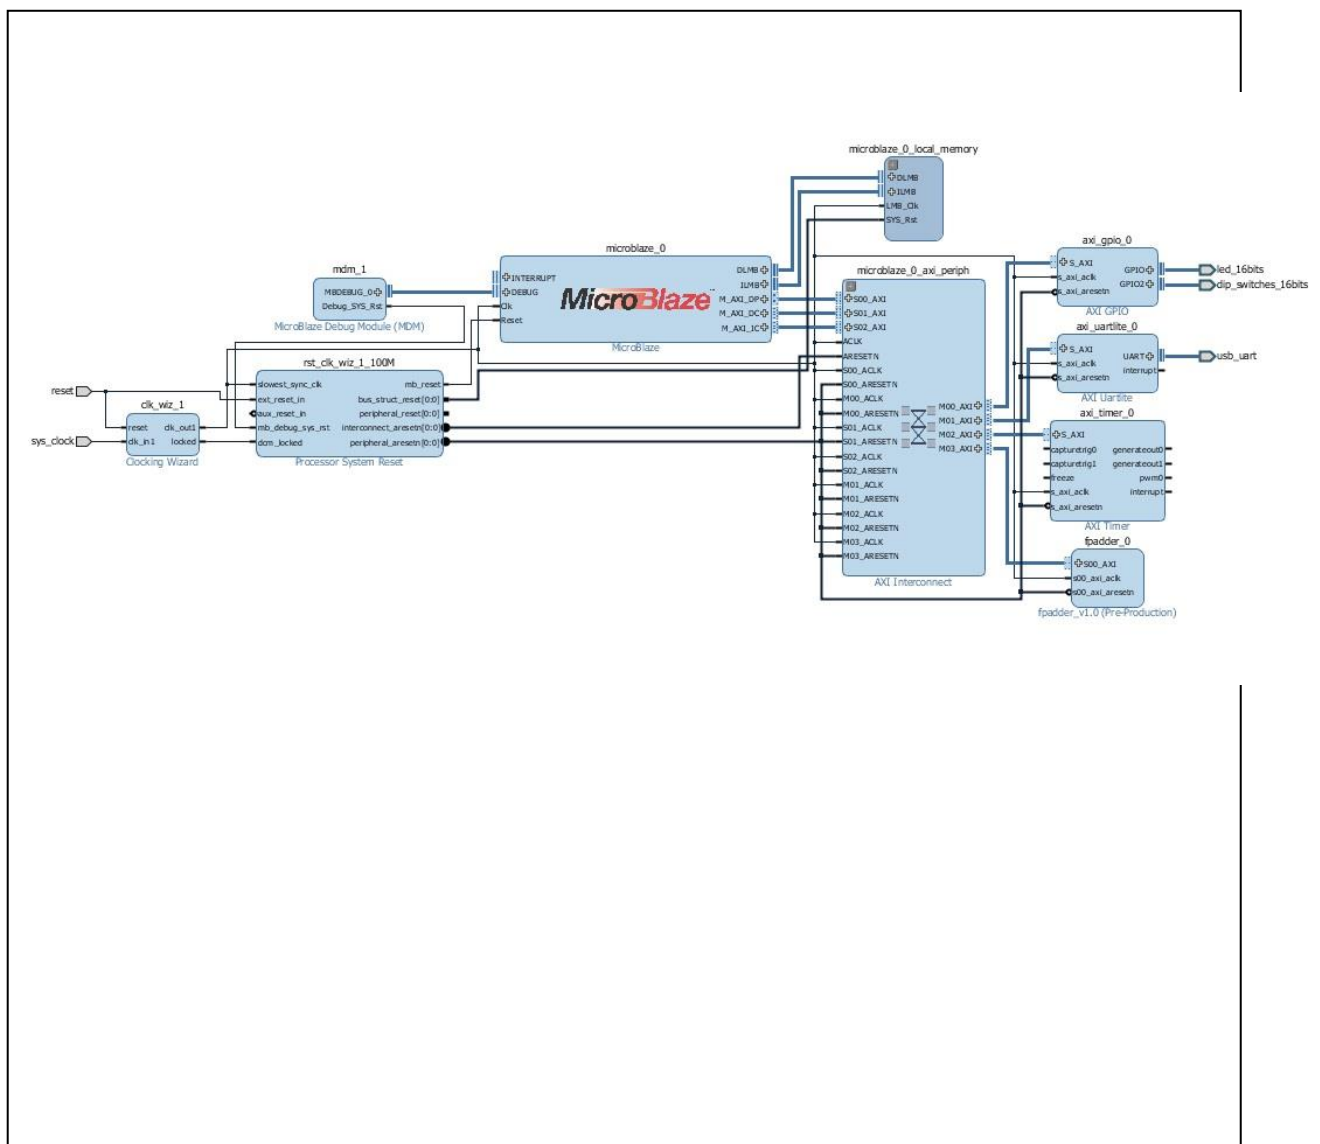 microblaze_0_local_memory
DLMB
ILMB
LMB_Clk
SYS_Rst
microblaze_0
INTERRUPT
DEBUG
Clk
Reset
MicroBlaze™
DLMB
ILMB
M_AXI_DP
M_AXI_DC
M_AXI_IC
MicroBlaze
mdm_1
MBDEBUG_0
Debug_SYS_Rst
MicroBlaze Debug Module (MDM)
rst_clk_wiz_1_100M
slowest_sync_clk
ext_reset_in
aux_reset_in
mb_debug_sys_rst
dcm_locked
mb_reset
bus_struct_reset[0:0]
peripheral_reset[0:0]
interconnect_aresetn[0:0]
peripheral_aresetn[0:0]
Processor System Reset
reset
sys_clock
clk_wiz_1
reset
clk_in1
clk_out1
locked
Clocking Wizard
microblaze_0_axi_periph
S00_AXI
S01_AXI
S02_AXI
ACLK
ARESETN
S00_ACLK
S00_ARESETN
M00_ACLK
M00_ARESETN
S01_ACLK
S01_ARESETN
S02_ACLK
S02_ARESETN
M01_ACLK
M01_ARESETN
M02_ACLK
M02_ARESETN
M03_ACLK
M03_ARESETN
M00_AXI
M01_AXI
M02_AXI
M03_AXI
AXI Interconnect
axi_gpio_0
S_AXI
s_axi_aclk
s_axi_aresetn
GPIO
GPIO2
AXI GPIO
led_16bits
dip_switches_16bits
axi_uartlite_0
S_AXI
s_axi_aclk
s_axi_aresetn
UART
interrupt
AXI Uartlite
usb_uart
axi_timer_0
S_AXI
capturetrig0
capturetrig1
freeze
s_axi_aclk
s_axi_aresetn
generateout0
generateout1
pwm0
interrupt
AXI Timer
fpadder_0
S00_AXI
s00_axi_aclk
s00_axi_aresetn
fpadder_v1.0 (Pre-Production)